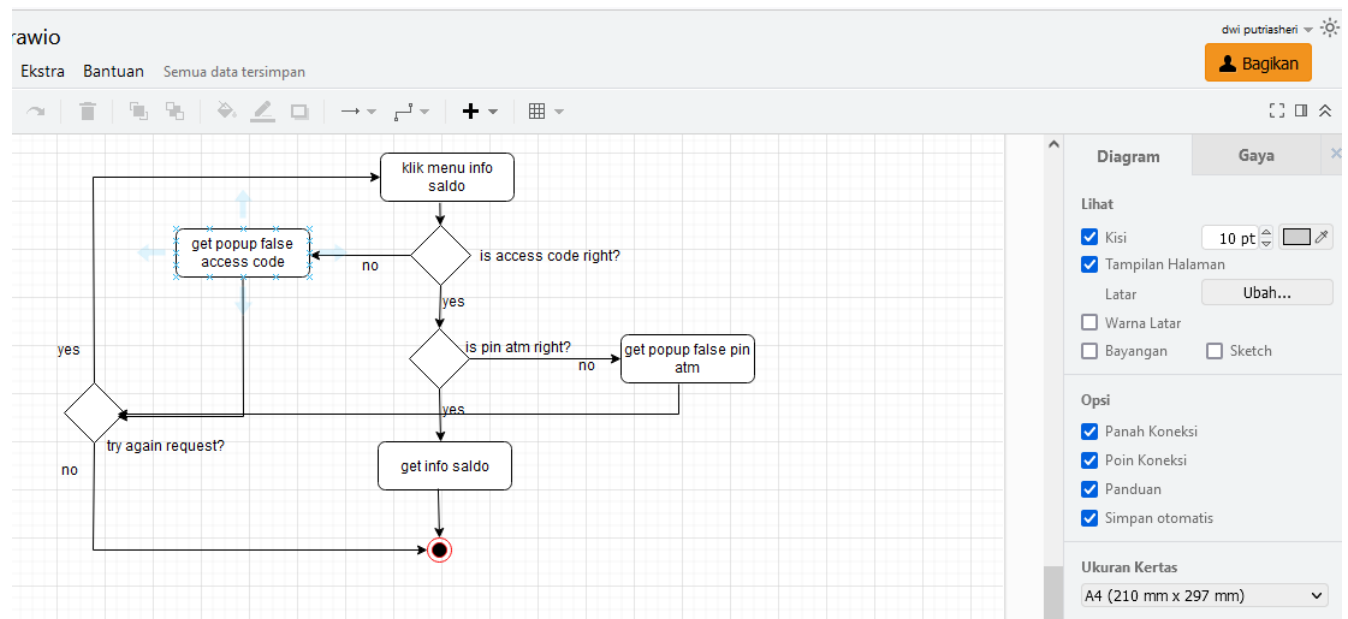 rawio
dwi putriasheri
Ekstra Bantuan Semua data tersimpan
Bagikan
klik menu info
saldo
get popup false
access code
no
is access code right?
yes
is pin atm right?
no
get popup false pin
atm
yes
yes
try again request?
no
get info saldo
Diagram Gaya
Lihat
Kisi 10 pt
Tampilan Halaman
Latar Ubah...
Warna Latar
Bayangan Sketch
Opsi
Panah Koneksi
Poin Koneksi
Panduan
Simpan otomatis
Ukuran Kertas
A4 (210 mm x 297 mm)